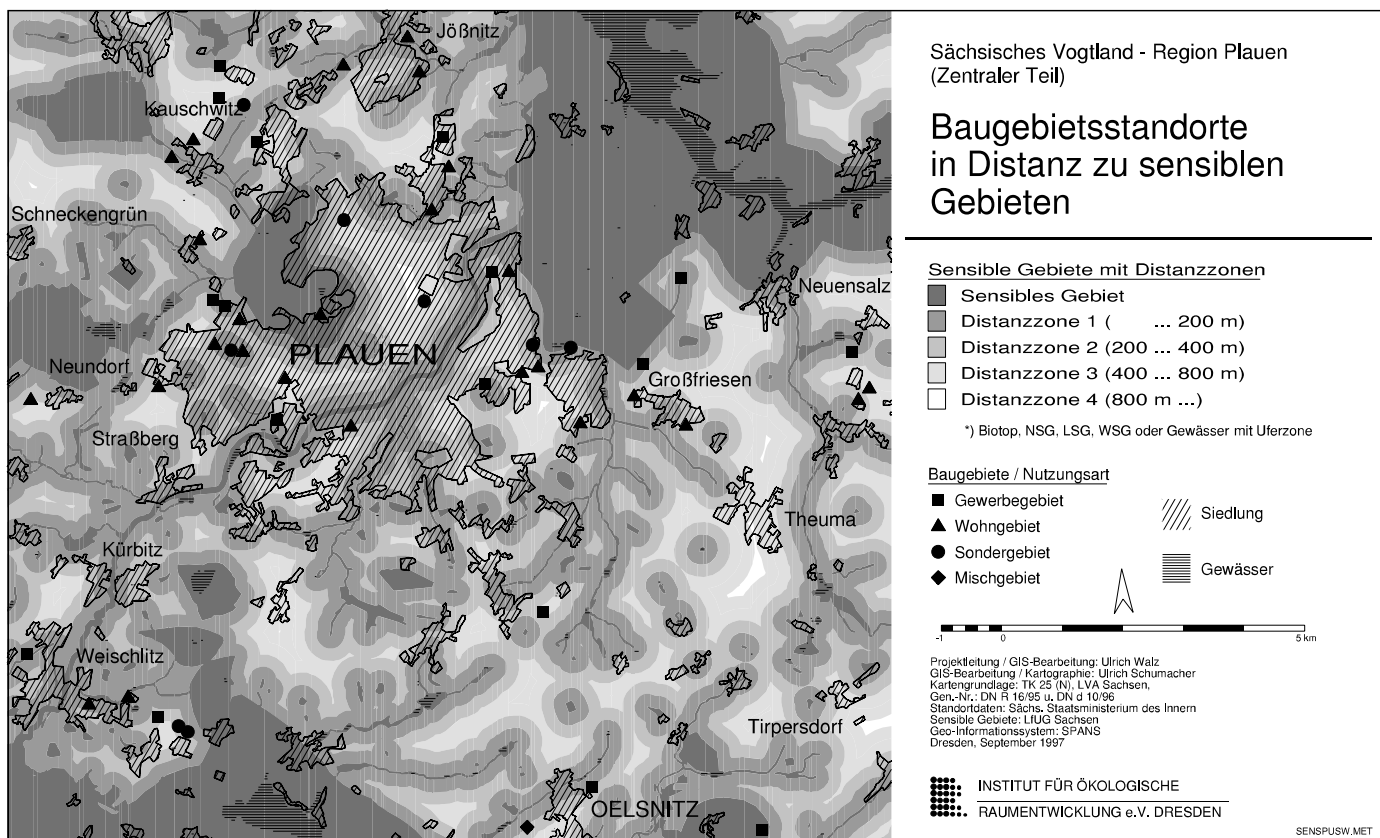 Jößnitz
Kauschwitz
Schneckengrün
Neuensalz
PLAUEN
Neundorf
Großfriesen
Straßberg
Theuma
Kürbitz
Weischlitz
Tirpersdorf
OELSNITZ
Sächsisches Vogtland - Region Plauen
(Zentraler Teil)
Baugebietsstandorte
in Distanz zu sensiblen
Gebieten
Sensible Gebiete mit Distanzzonen
Sensibles Gebiet
Distanzzone 1 ( ... 200 m)
Distanzzone 2 (200 ... 400 m)
Distanzzone 3 (400 ... 800 m)
Distanzzone 4 (800 m ...)
*) Biotop, NSG, LSG, WSG oder Gewässer mit Uferzone
Baugebiete / Nutzungsart
Gewerbegebiet
Wohngebiet
Sondergebiet
Mischgebiet
Siedlung
Gewässer
-1 0 5 km
Projektleitung / GIS-Bearbeitung: Ulrich Walz
GIS-Bearbeitung / Kartographie: Ulrich Schumacher
Kartengrundlage: TK 25 (N), LVA Sachsen,
Gen.-Nr.: DN R 16/95 u. DN d 10/96
Standortdaten: Sächs. Staatsministerium des Innern
Sensible Gebiete: LfUG Sachsen
Geo-Informationssystem: SPANS
Dresden, September 1997
INSTITUT FÜR ÖKOLOGISCHE
RAUMENTWICKLUNG e.V. DRESDEN
SENSPUSW.MET